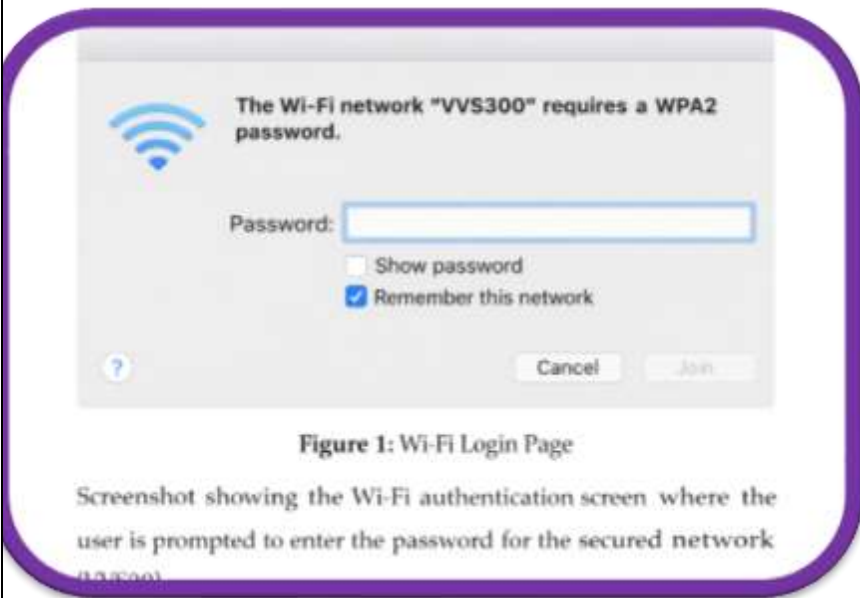 The Wi-Fi network "VVS300" requires a WPA2
password.
Password:
Show password
Remember this network
?
Cancel
Join
Figure 1: Wi-Fi Login Page
Screenshot showing the Wi-Fi authentication screen where the
user is prompted to enter the password for the secured network